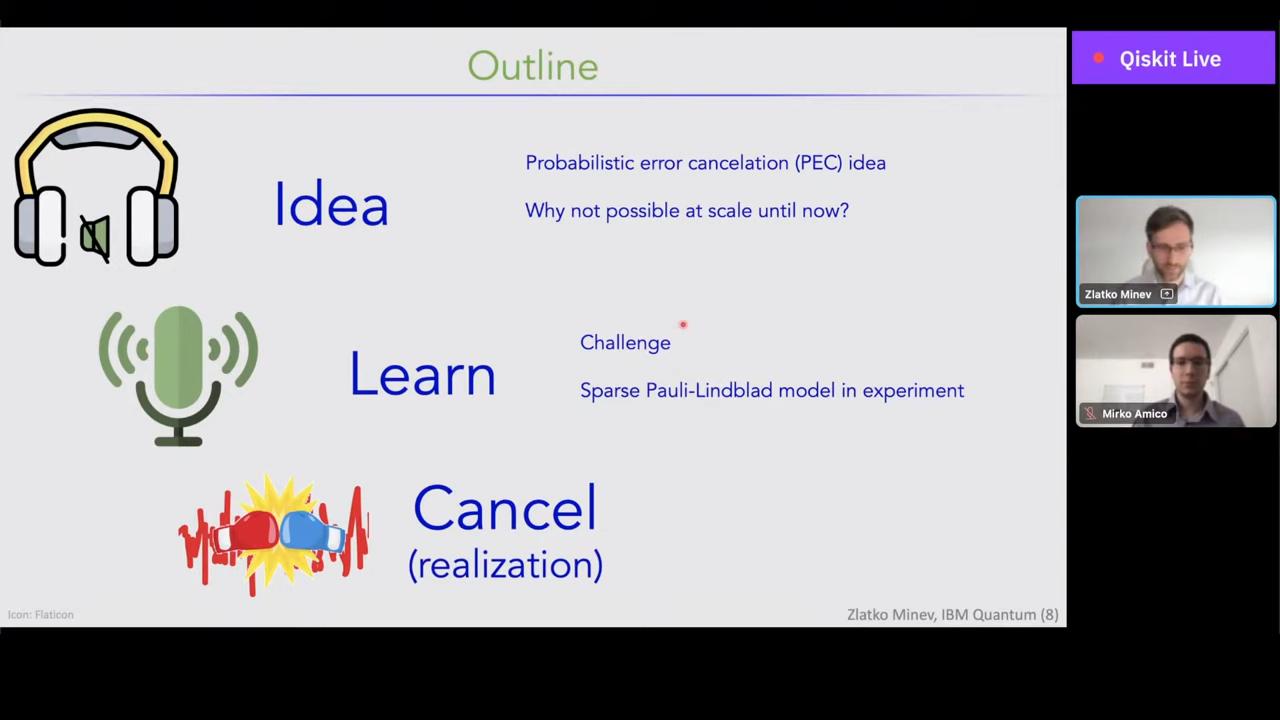 Outline
Idea
Probabilistic error cancelation (PEC) idea
Why not possible at scale until now?
Learn
Challenge
Sparse Pauli-Lindblad model in experiment
Cancel
(realization)
Icon: Flaticon
Zlatko Minev, IBM Quantum (8)
Qiskit Live
Zlatko Minev
Mirko Amico